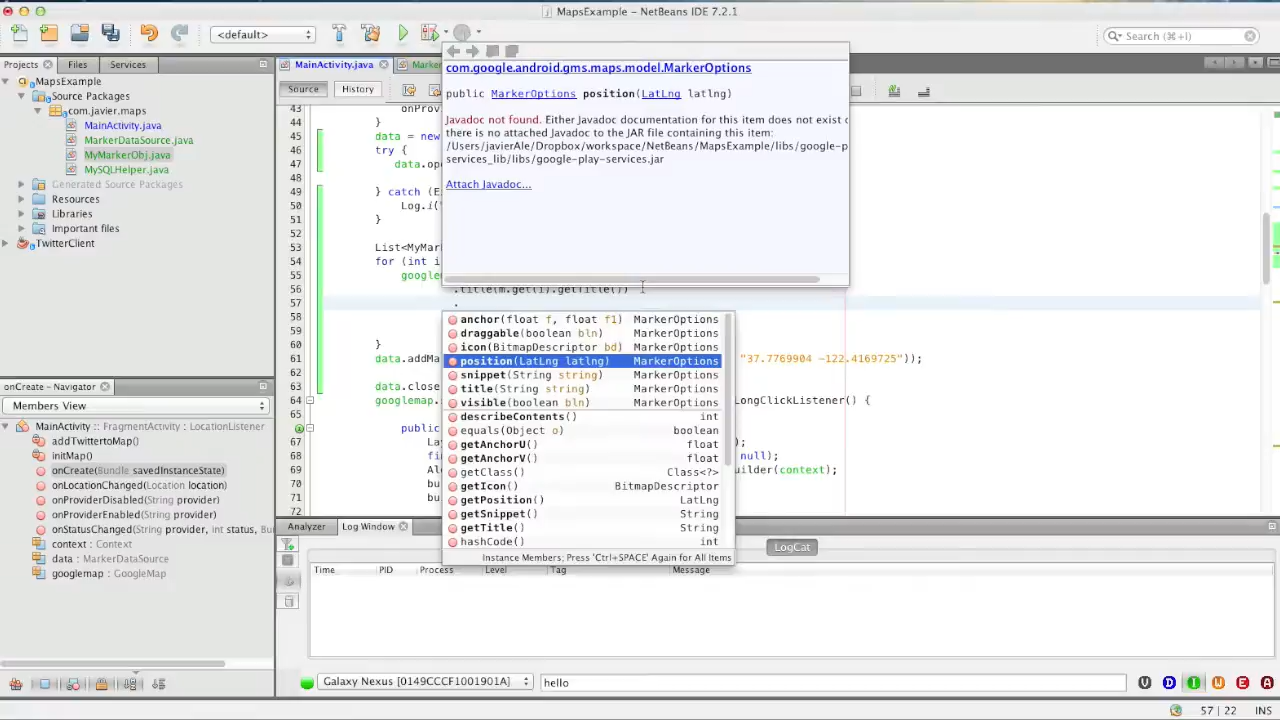 MapsExample - NetBeans IDE 7.2.1
<default>
Search (⌘+I)
Projects
Files
Services
MainActivity.java
Marker
Source
History
MapsExample
Source Packages
com.javier.maps
MainActivity.java
MarkerDataSource.java
MyMarkerObj.java
MySQLHelper.java
Generated Source Packages
Resources
Libraries
Important files
TwitterClient
com.google.android.gms.maps.model.MarkerOptions
public MarkerOptions position(LatLng latlng)
Javadoc not found. Either Javadoc documentation for this item does not exist o
there is no attached Javadoc to the JAR file containing this item:
/Users/javierAle/Dropbox/workspace/NetBeans/MapsExample/libs/google-p
services_lib/libs/google-play-services.jar
Attach Javadoc...
43 onProv
44 }
45 data = new
46 try {
47 data.ope
48
49 } catch (E
50 Log.i("
51 }
52
53 List<MyMark
54 for (int i
55 googlem
56 .title(m.get(i).getTitle())
57 .
58
59
60 }
61 data.addMa "37.7769904 -122.4169725"));
62
63 data.close
64 googlemap. LongClickListener() {
65
66 public
67 La );
68 fin null);
69 Al uilder(context);
70 bu
71 bu
72
anchor(float f, float f1) MarkerOptions
draggable(boolean bln) MarkerOptions
icon(BitmapDescriptor bd) MarkerOptions
position(LatLng latlng) MarkerOptions
snippet(String string) MarkerOptions
title(String string) MarkerOptions
visible(boolean bln) MarkerOptions
describeContents() int
equals(Object o) boolean
getAnchorU() float
getAnchorV() float
getClass() Class<?>
getIcon() BitmapDescriptor
getPosition() LatLng
getSnippet() String
getTitle() String
hashCode() int
Instance Members; Press 'Ctrl+SPACE' Again for All Items
onCreate - Navigator
Members View
MainActivity :: FragmentActivity : LocationListener
addTwittertoMap()
initMap()
onCreate(Bundle savedInstanceState)
onLocationChanged(Location location)
onProviderDisabled(String provider)
onProviderEnabled(String provider)
onStatusChanged(String provider, int status, Bu
context : Context
data : MarkerDataSource
googlemap : GoogleMap
Analyzer
Log Window
LogCat
Time PID Process Level Tag Message
Galaxy Nexus [0149CCCF1001901A]
hello
V D I W E A
57 | 22 INS